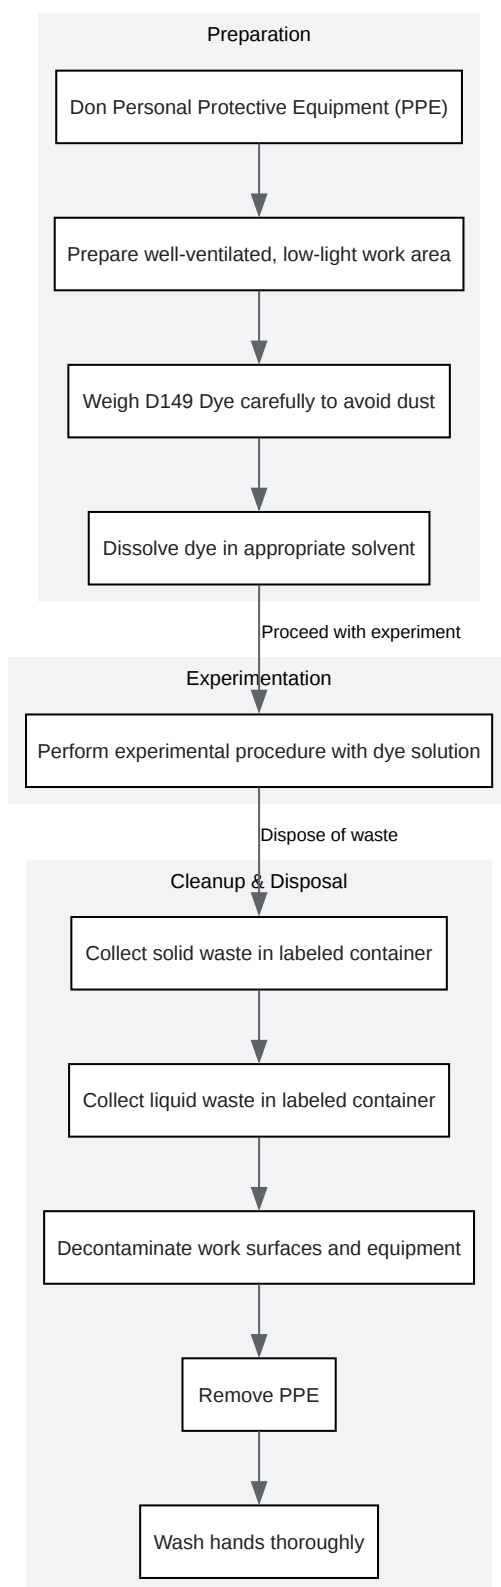 Preparation
Don Personal Protective Equipment (PPE)
Prepare well-ventilated, low-light work area
Weigh D149 Dye carefully to avoid dust
Dissolve dye in appropriate solvent
Proceed with experiment
Experimentation
Perform experimental procedure with dye solution
Dispose of waste
Cleanup & Disposal
Collect solid waste in labeled container
Collect liquid waste in labeled container
Decontaminate work surfaces and equipment
Remove PPE
Wash hands thoroughly